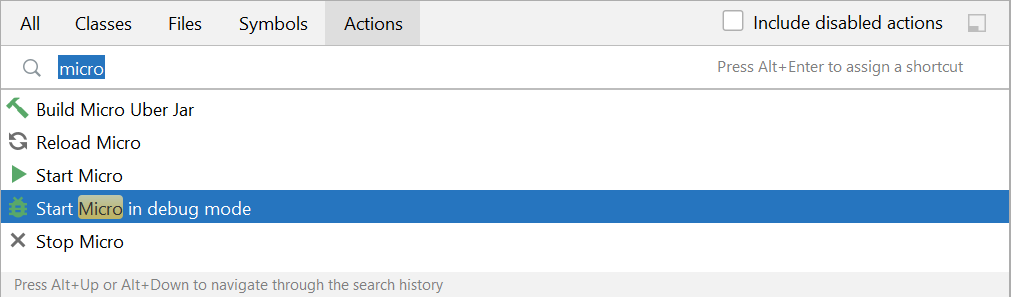 All Classes Files Symbols Actions Include disabled actions
micro Press Alt+Enter to assign a shortcut
Build Micro Uber Jar
Reload Micro
Start Micro
Start Micro in debug mode
Stop Micro
Press Alt+Up or Alt+Down to navigate through the search history